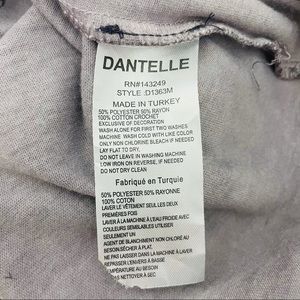 DANTELLE
RN#143249
STYLE :D1363M
MADE IN TURKEY
50% POLYESTER 50% RAYON
100% COTTON CROCHET
EXCLUSIVE OF DECORATION
WASH ALONE FOR FIRST TWO WASHES
MACHINE WASH COLD WITH LIKE COLOR
ONLY NON CHLORINE BLEACH IF NEEDED
LAY FLAT TO DRY.
DO NOT LEAVE IN WASHING MACHINE
LOW IRON ON REVERSE, IF NEEDED
DO NOT DRY CLEAN
Fabriqué en Turquie
50% POLYESTER 50% RAYONNE
100% COTON
LAVER LE VÊTEMENT SEUL LES DEUX
PREMIÈRES FOIS
LAVER À LA MACHINE À L'EAU FROIDE AVEC
COULEURS SEMBLABLES UTILISER
SEULEMENT UN
AGENT DE BLANCHIMENT NON CHLORÉ AU
BESOIN,SÉCHER À PLAT
NE PAS LAISSER DANS LA MACHINE À LAVER
REPASSER L'ENVERS À BASSE
TEMPÉRATURE AU BESOIN
PAS NETTOYER À SEC